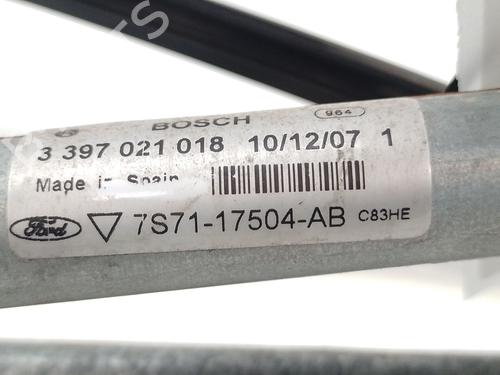 BOSCH 964
3 397 021 018 10/12/07 1
Made in Spain
Ford 7S71-17504-AB C83HE